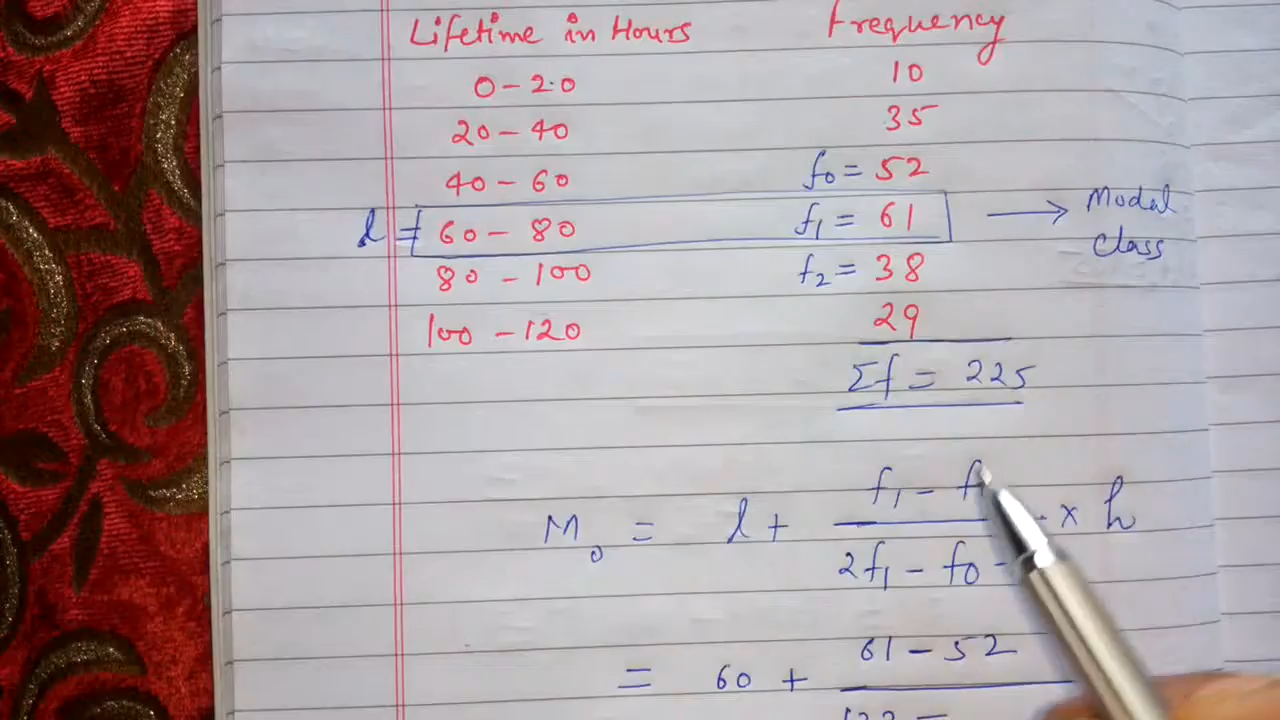 Lifetime in Hours Frequency
0 - 20 10
20 - 40 35
40 - 60 f0 = 52
l = 60 - 80 f1 = 61 → Modal Class
80 - 100 f2 = 38
100 - 120 29
Σf = 225
f1 - f
M0 = l + × h
2f1 - f0 -
61 - 52
= 60 +